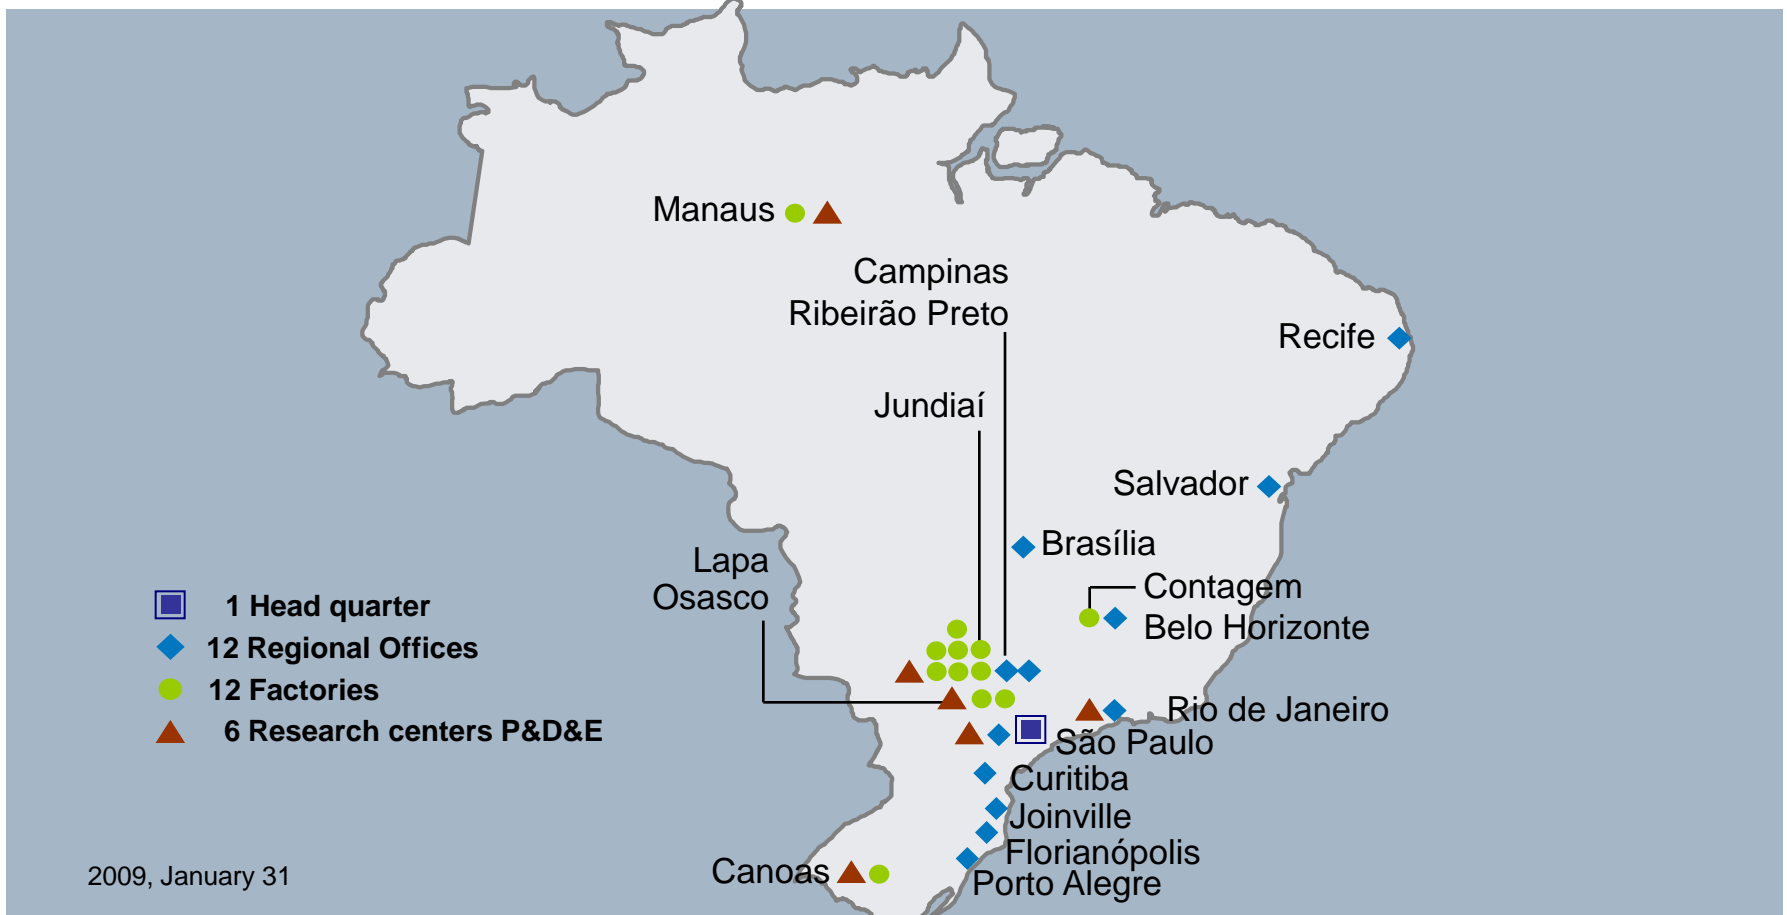 Manaus
Campinas
Ribeirão Preto
Recife
Jundiaí
Salvador
Brasília
Lapa
Osasco
Contagem
Belo Horizonte
1 Head quarter
12 Regional Offices
12 Factories
6 Research centers P&D&E
Rio de Janeiro
São Paulo
Curitiba
Joinville
Florianópolis
Porto Alegre
Canoas
2009, January 31